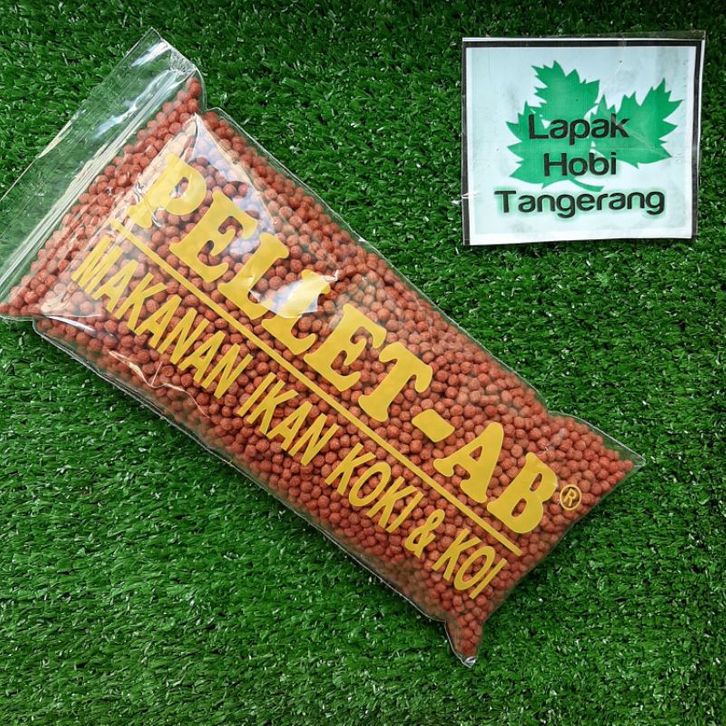 PELLET-AB®
MAKANAN IKAN KOKI & KOI
Lapak
Hobi
Tangerang